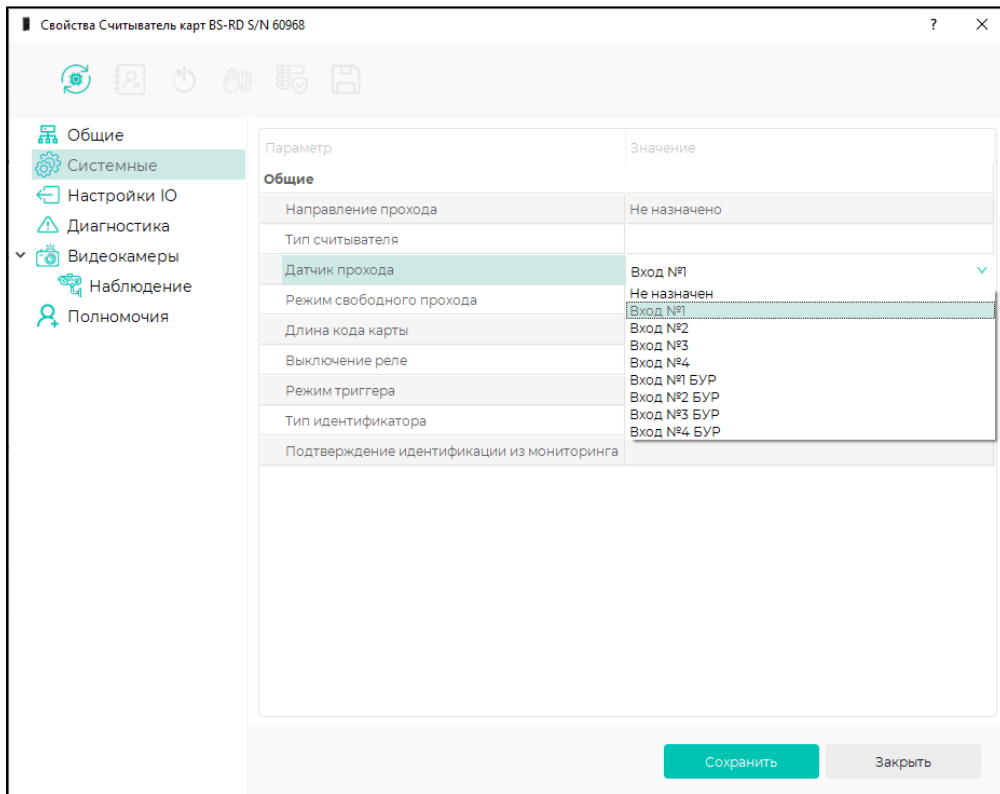 Свойства Считыватель карт BS-RD S/N 60968
?
Общие
Системные
Настройки IO
Диагностика
Видеокамеры
Наблюдение
Полномочия
Параметр Значение
Общие
Направление прохода Не назначено
Тип считывателя
Датчик прохода Вход №1
Режим свободного прохода
Длина кода карты
Выключение реле
Режим триггера
Тип идентификатора
Подтверждение идентификации из мониторинга
Не назначен
Вход №1
Вход №2
Вход №3
Вход №4
Вход №1 БУР
Вход №2 БУР
Вход №3 БУР
Вход №4 БУР
Сохранить Закрыть